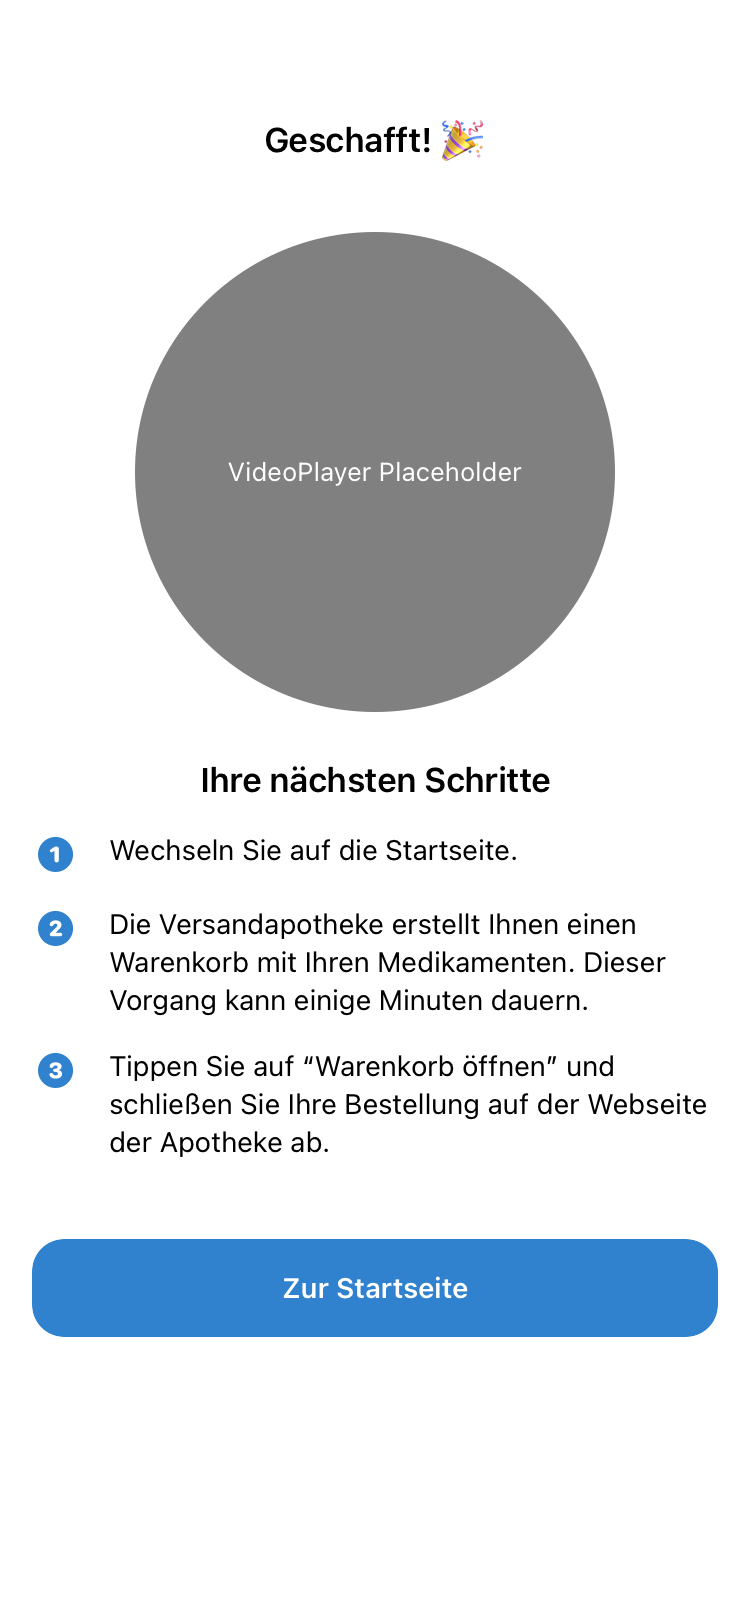 Geschafft! 🎉
VideoPlayer Placeholder
Ihre nächsten Schritte
1 Wechseln Sie auf die Startseite.
2 Die Versandapotheke erstellt Ihnen einen
Warenkorb mit Ihren Medikamenten. Dieser
Vorgang kann einige Minuten dauern.
3 Tippen Sie auf “Warenkorb öffnen” und
schließen Sie Ihre Bestellung auf der Webseite
der Apotheke ab.
Zur Startseite